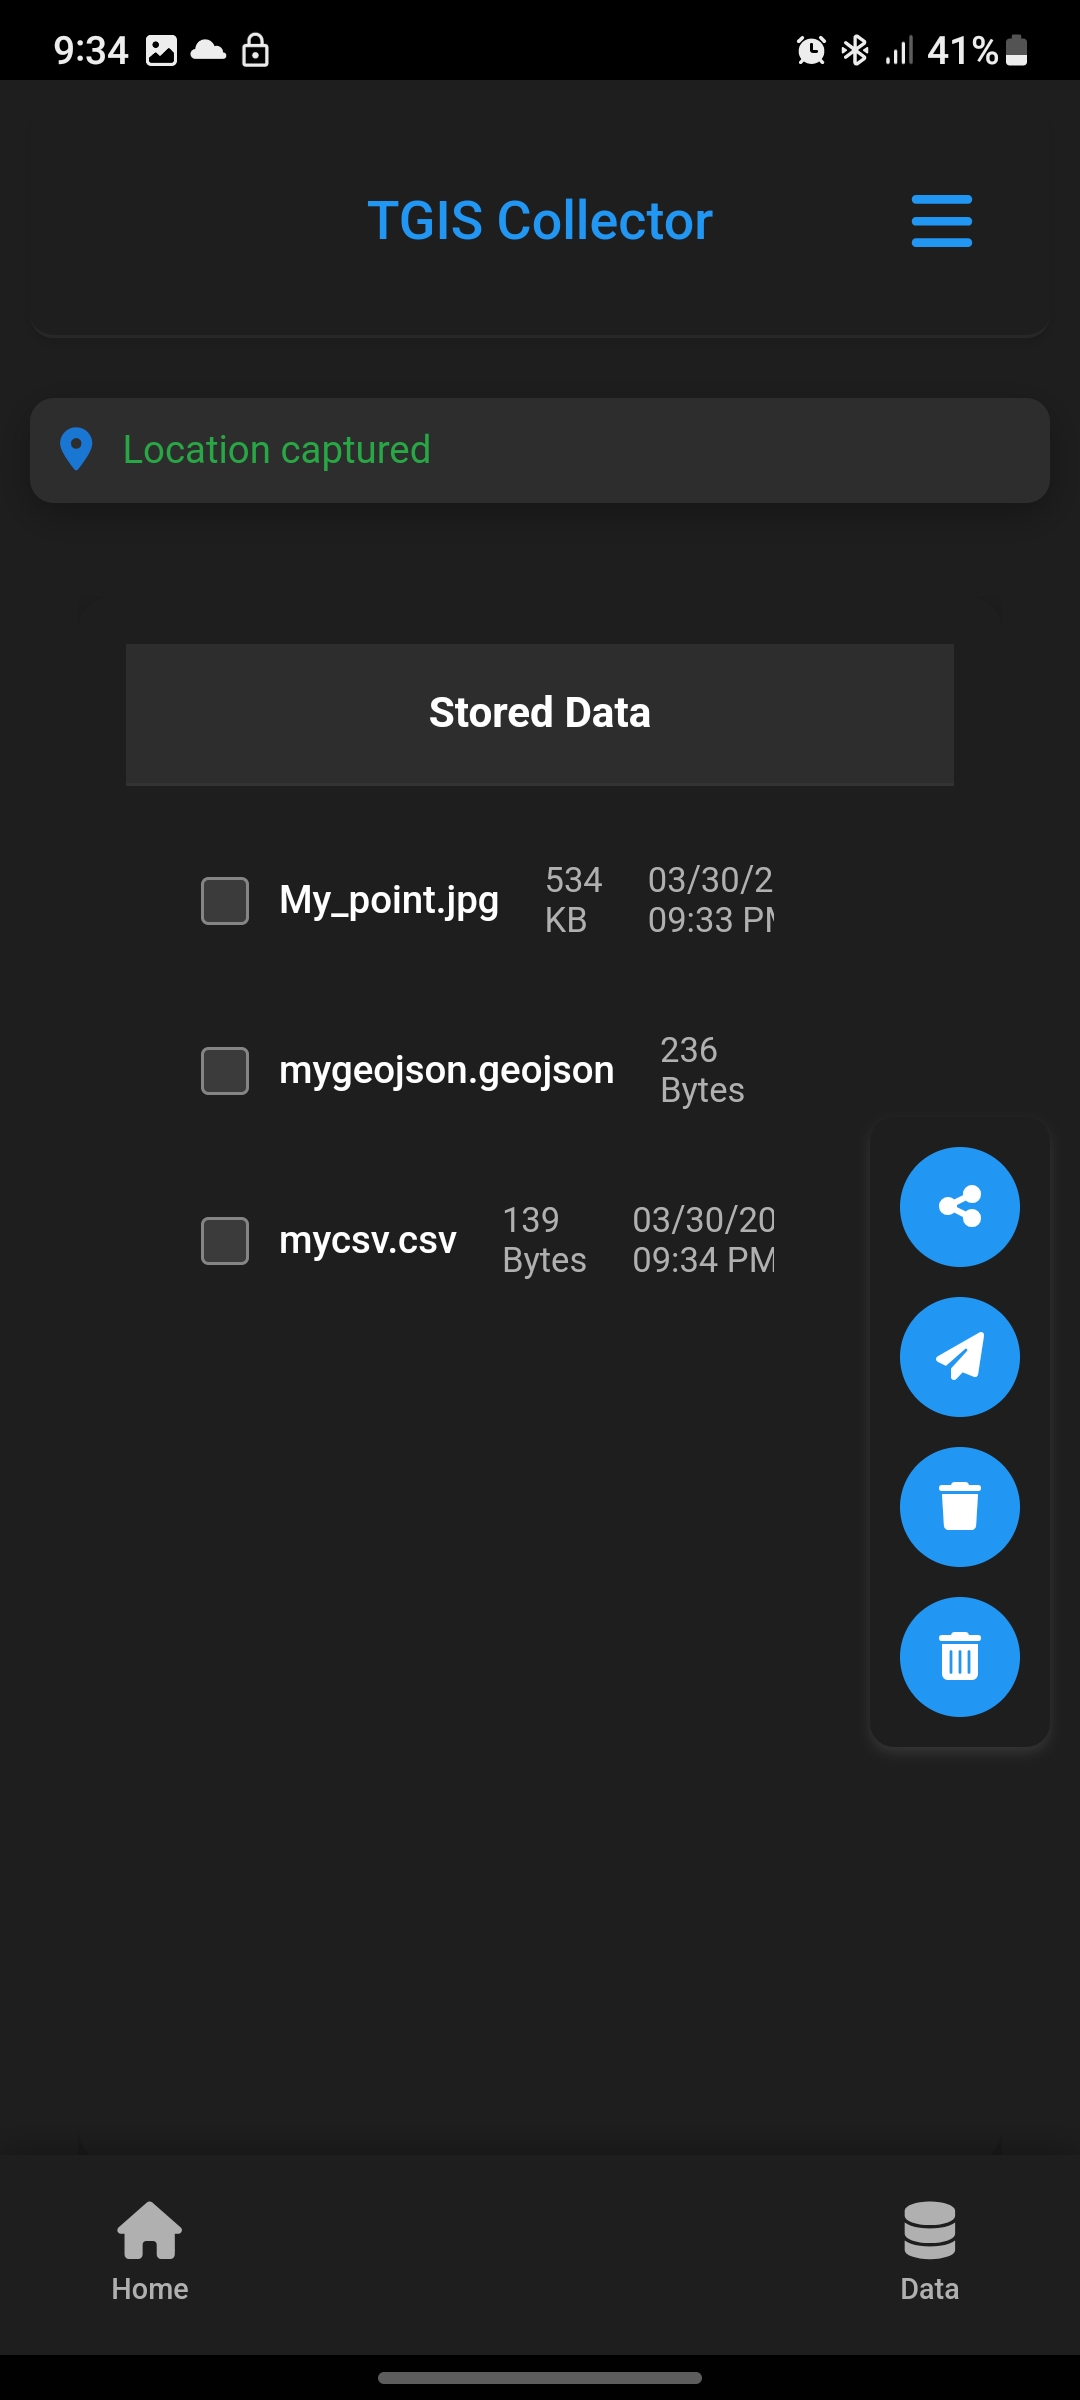 9:34 41%
TGIS Collector
Location captured
Stored Data
My_point.jpg 534 KB 03/30/2 09:33 PM
mygeojson.geojson 236 Bytes
mycsv.csv 139 Bytes 03/30/20 09:34 PM
Home Data